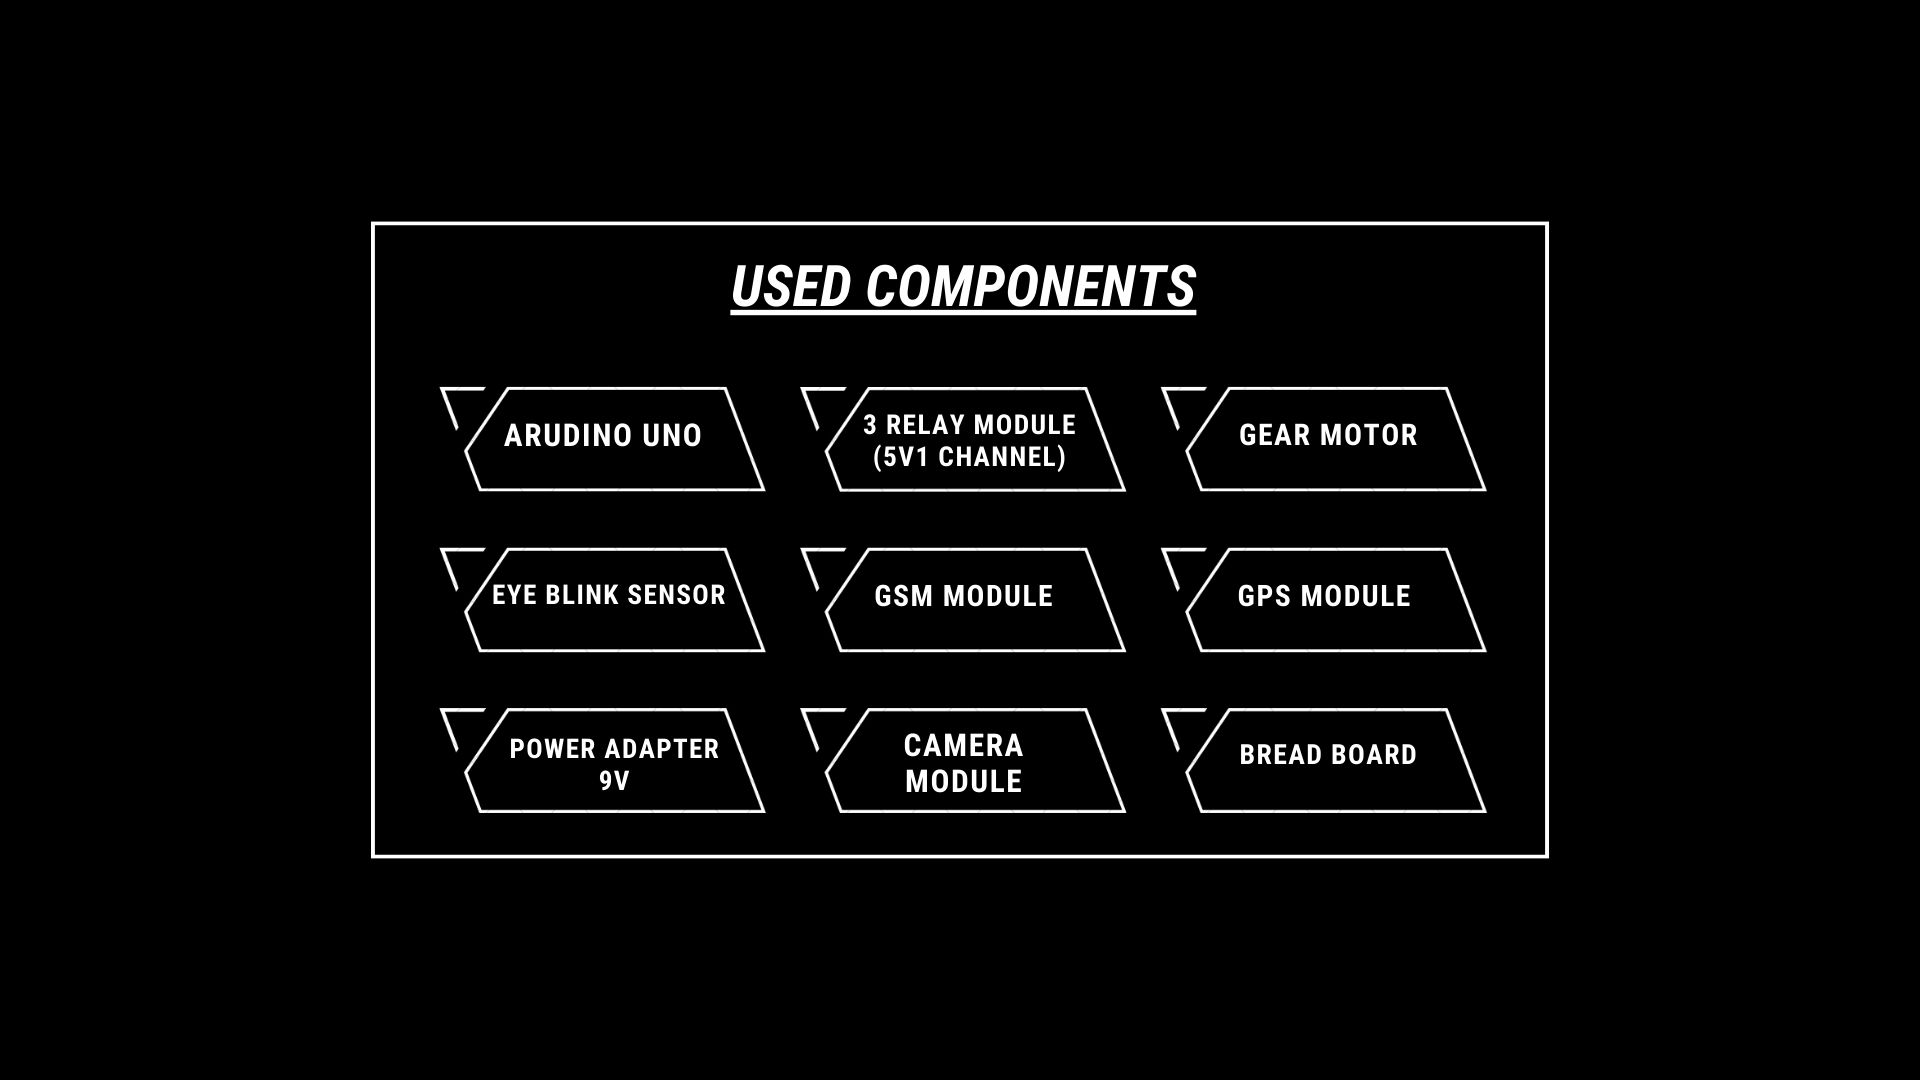 USED COMPONENTS
ARUDINO UNO
3 RELAY MODULE
(5V1 CHANNEL)
GEAR MOTOR
EYE BLINK SENSOR
GSM MODULE
GPS MODULE
POWER ADAPTER
9V
CAMERA
MODULE
BREAD BOARD